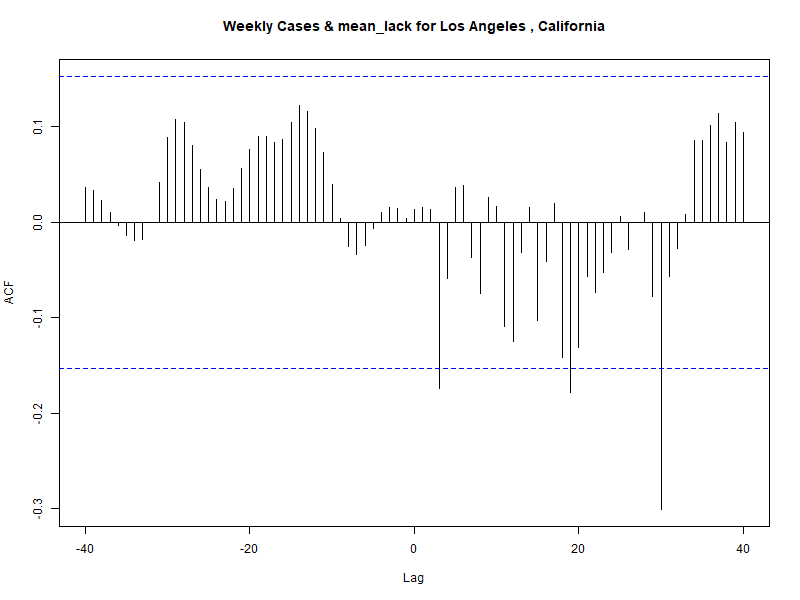 Weekly Cases & mean_lack for Los Angeles , California
ACF
0.1
0.0
-0.1
-0.2
-0.3
-40 -20 0 20 40
Lag